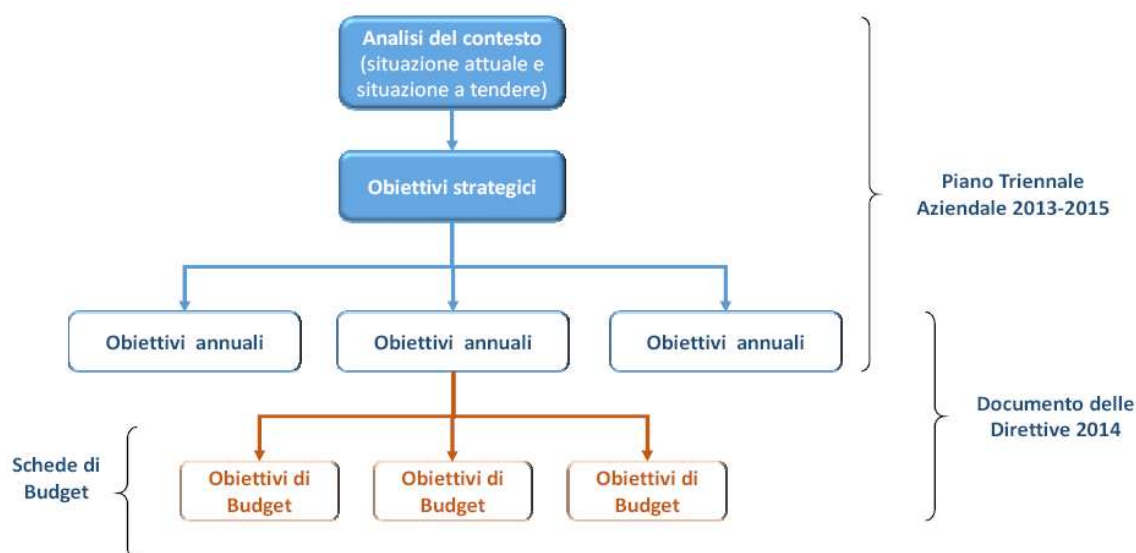 Analisi del contesto
(situazione attuale e
situazione a tendere)
Obiettivi strategici
Piano Triennale
Aziendale 2013-2015
Obiettivi annuali
Obiettivi annuali
Obiettivi annuali
Documento delle
Direttive 2014
Schede di
Budget
Obiettivi di
Budget
Obiettivi di
Budget
Obiettivi di
Budget